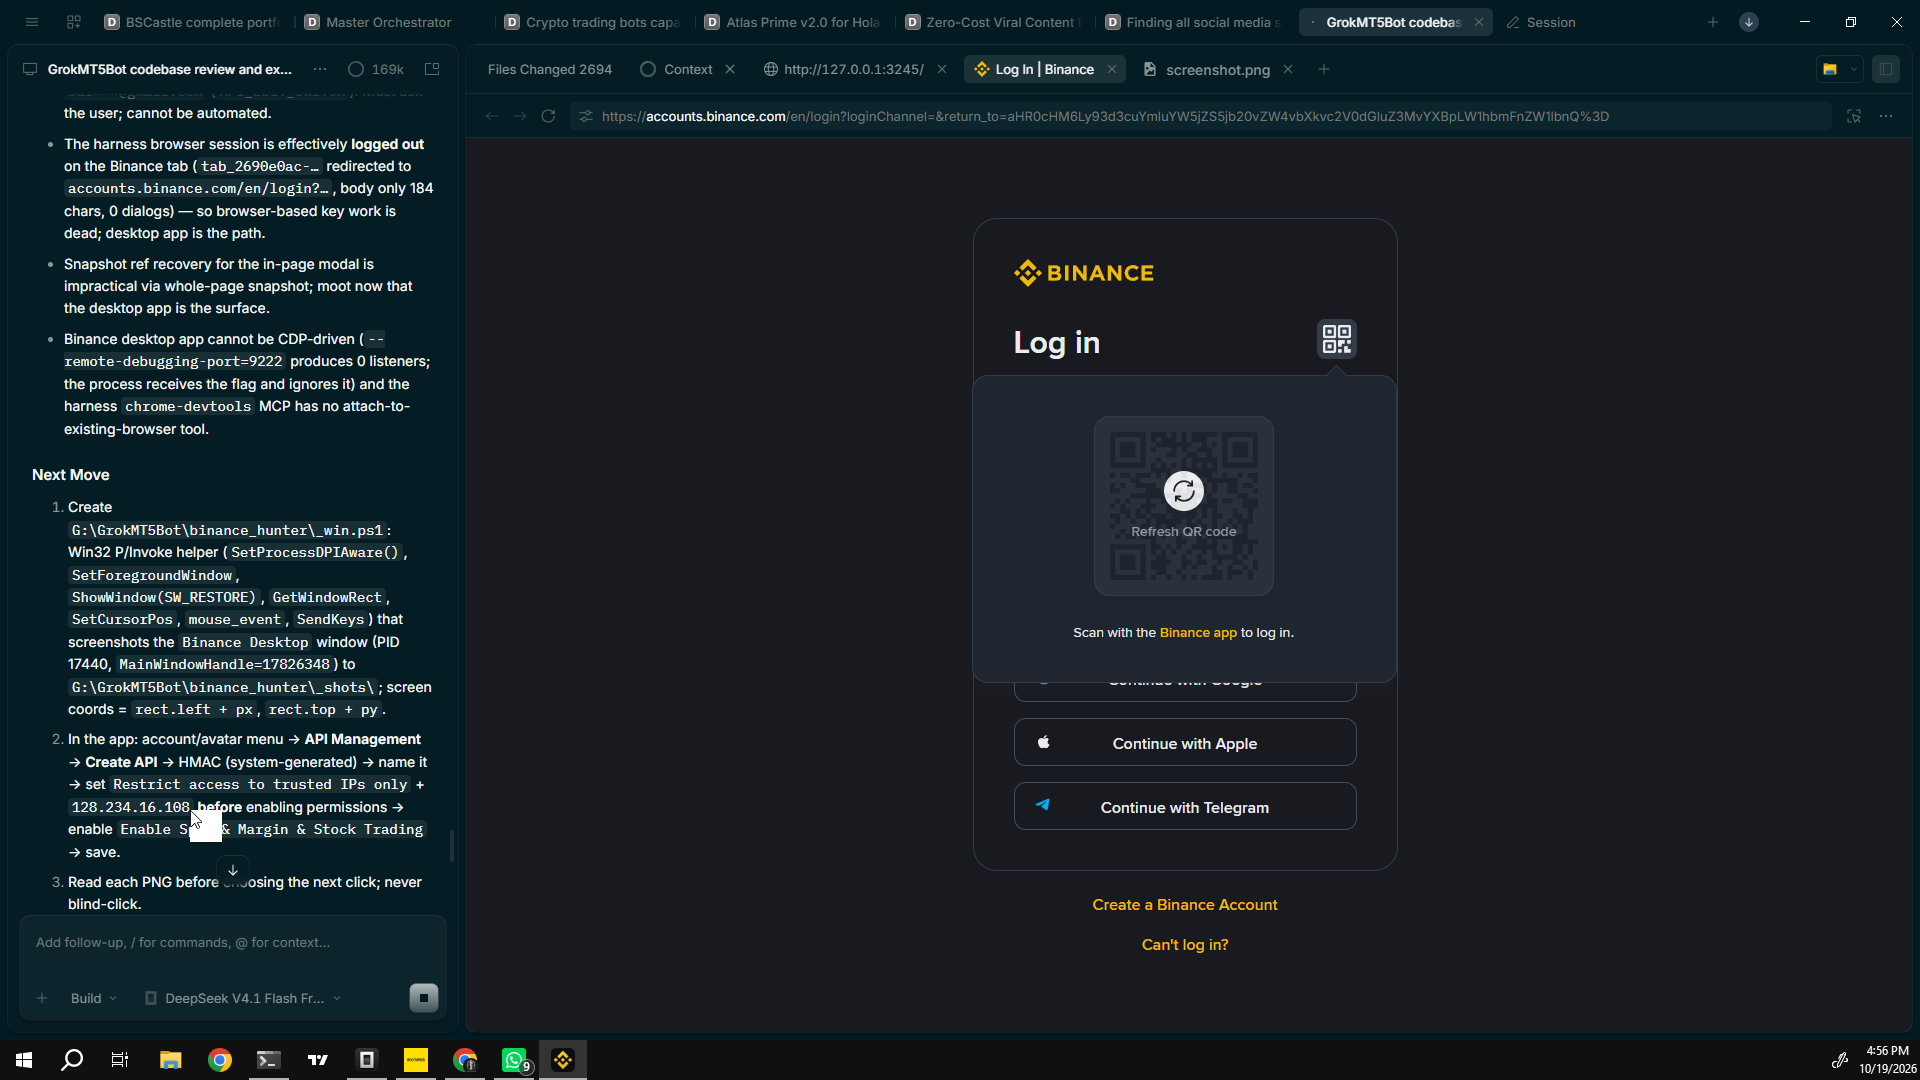 BSCastle complete portf
Master Orchestrator
Crypto trading bots capa
Atlas Prime v2.0 for Hola
Zero-Cost Viral Content
Finding all social media s
GrokMT5Bot codebas
Session
GrokMT5Bot codebase review and ex...
169k
Files Changed 2694
Context
http://127.0.0.1:3245/
Log In | Binance
screenshot.png
https://accounts.binance.com/en/login?loginChannel=&return_to=aHR0cHM6Ly93d3cuYmluYW5jZS5jb20vZW4vbXkvc2V0dGluZ3MvYXBpLW1hbmFnZW1lbnQ%3D
the user; cannot be automated.
• The harness browser session is effectively logged out
on the Binance tab ( tab_2690e0ac-… redirected to
accounts.binance.com/en/login?… , body only 184
chars, 0 dialogs) — so browser-based key work is
dead; desktop app is the path.
• Snapshot ref recovery for the in-page modal is
impractical via whole-page snapshot; moot now that
the desktop app is the surface.
• Binance desktop app cannot be CDP-driven ( --
remote-debugging-port=9222 produces 0 listeners;
the process receives the flag and ignores it) and the
harness chrome-devtools MCP has no attach-to-
existing-browser tool.
Next Move
1. Create
G:\GrokMT5Bot\binance_hunter\_win.ps1 :
Win32 P/Invoke helper ( SetProcessDPIAware() ,
SetForegroundWindow ,
ShowWindow(SW_RESTORE) , GetWindowRect ,
SetCursorPos , mouse_event , SendKeys ) that
screenshots the Binance Desktop window (PID
17440, MainWindowHandle=17826348 ) to
G:\GrokMT5Bot\binance_hunter\_shots\ ; screen
coords = rect.left + px , rect.top + py .
2. In the app: account/avatar menu → API Management
→ Create API → HMAC (system-generated) → name it
→ set Restrict access to trusted IPs only +
128.234.16.108 before enabling permissions →
enable Enable & Margin & Stock Trading
→ save.
3. Read each PNG before choosing the next click; never
blind-click.
Add follow-up, / for commands, @ for context...
Build
DeepSeek V4.1 Flash Fr...
BINANCE
Log in
Refresh QR code
Scan with the Binance app to log in.
Continue with Google
Continue with Apple
Continue with Telegram
Create a Binance Account
Can't log in?
exness
9
4:56 PM
10/19/2026